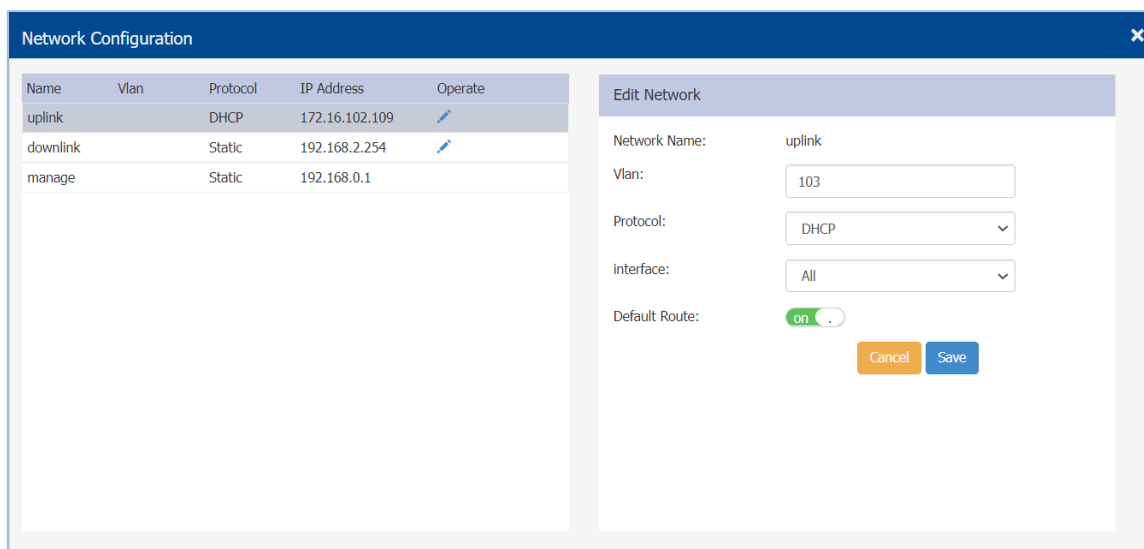 Network Configuration
Name Vlan Protocol IP Address Operate
uplink DHCP 172.16.102.109
downlink Static 192.168.2.254
manage Static 192.168.0.1
Edit Network
Network Name: uplink
Vlan: 103
Protocol: DHCP
interface: All
Default Route: on .
Cancel Save